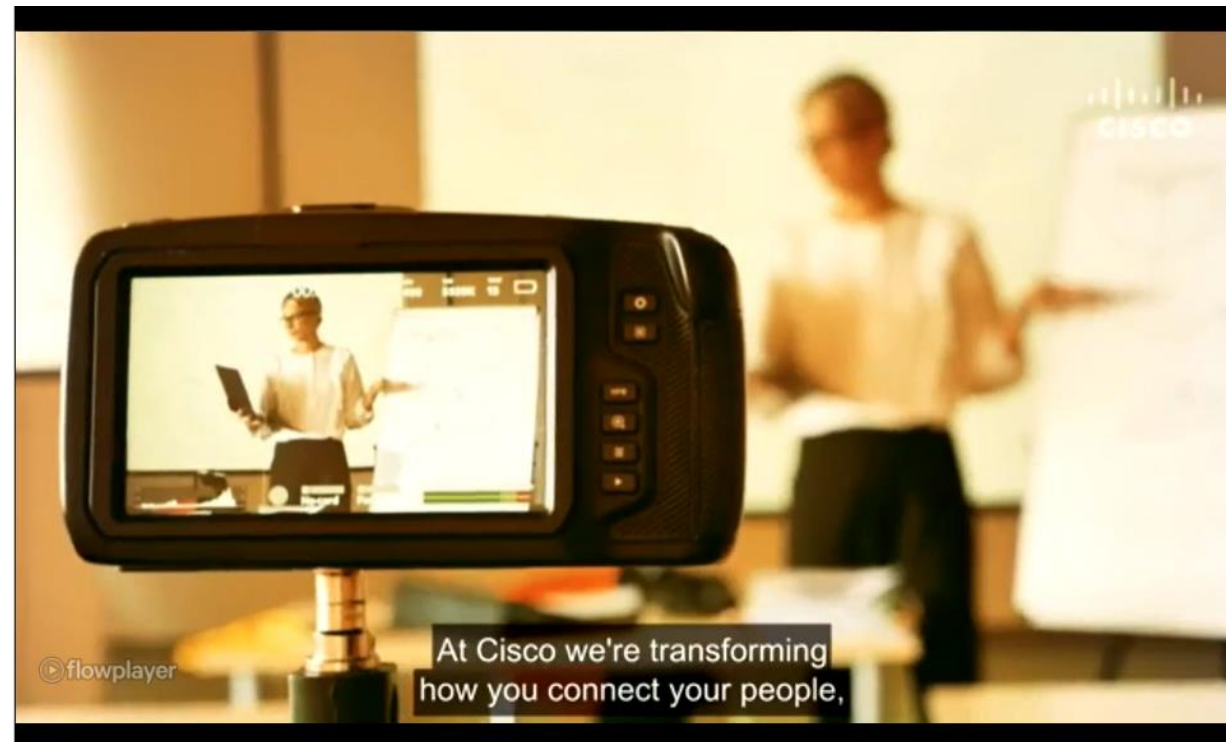 CISCO
flowplayer
At Cisco we're transforming
how you connect your people,